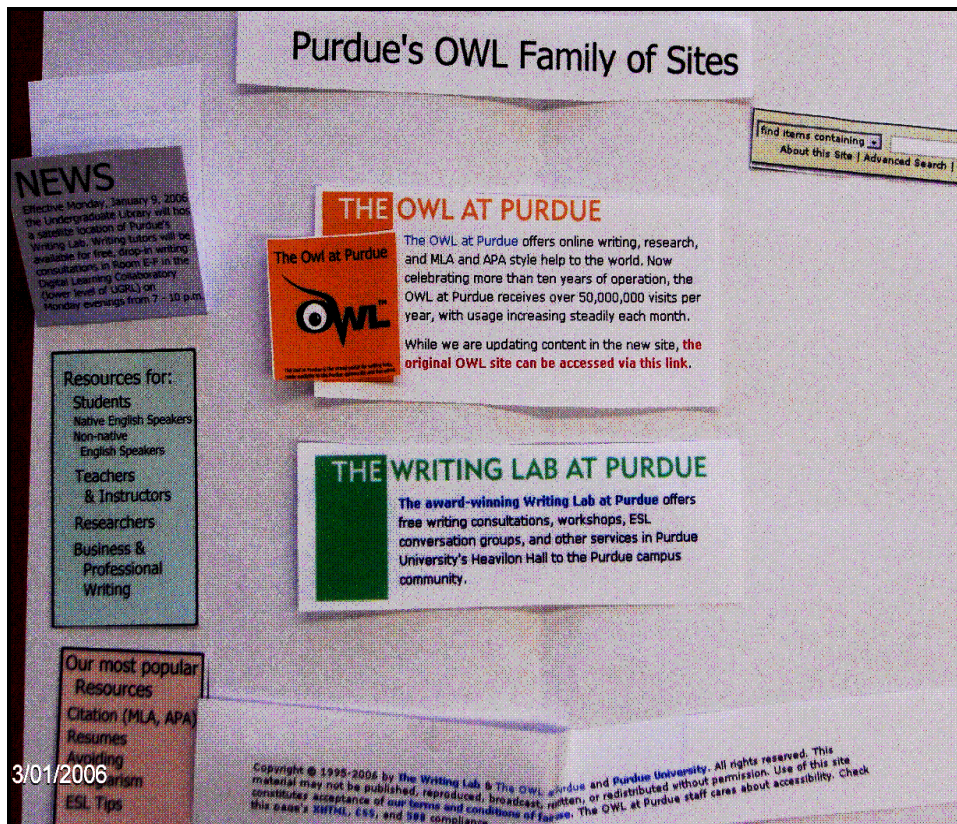 Purdue's OWL Family of Sites
find items containing
About this Site | Advanced Search |
NEWS
Effective Monday, January 9, 2006
the Undergraduate Library will hos
a satellite location of Purdue's
Writing Lab. Writing tutors will be
available for free, drop-in writing
consultations in Room E-F in the
Digital Learning Collaboratory
(lower level of UGRL) on
Monday evenings from 7 - 10 p.m.
THE OWL AT PURDUE
The Owl at Purdue
OWL
The OWL at Purdue offers online writing, research,
and MLA and APA style help to the world. Now
celebrating more than ten years of operation, the
OWL at Purdue receives over 50,000,000 visits per
year, with usage increasing steadily each month.
While we are updating content in the new site, the
original OWL site can be accessed via this link.
Resources for:
Students
Native English Speakers
Non-native
English Speakers
Teachers
& Instructors
Researchers
Business &
Professional
Writing
THE WRITING LAB AT PURDUE
The award-winning Writing Lab at Purdue offers
free writing consultations, workshops, ESL
conversation groups, and other services in Purdue
University's Heavilon Hall to the Purdue campus
community.
Our most popular
Resources
Citation (MLA, APA)
Resumes
Avoiding
ESL Tips
3/01/2006
Copyright © 1995-2006 by the Writing Lab & The OWL at Purdue and Purdue University. All rights reserved. This
material may not be published, reproduced, broadcast, rewritten, or redistributed without permission. Use of this site
constitutes acceptance of our terms and conditions of fair use. The OWL at Purdue staff cares about accessibility. Check
this page's XHTML, CSS, and 508 compliance